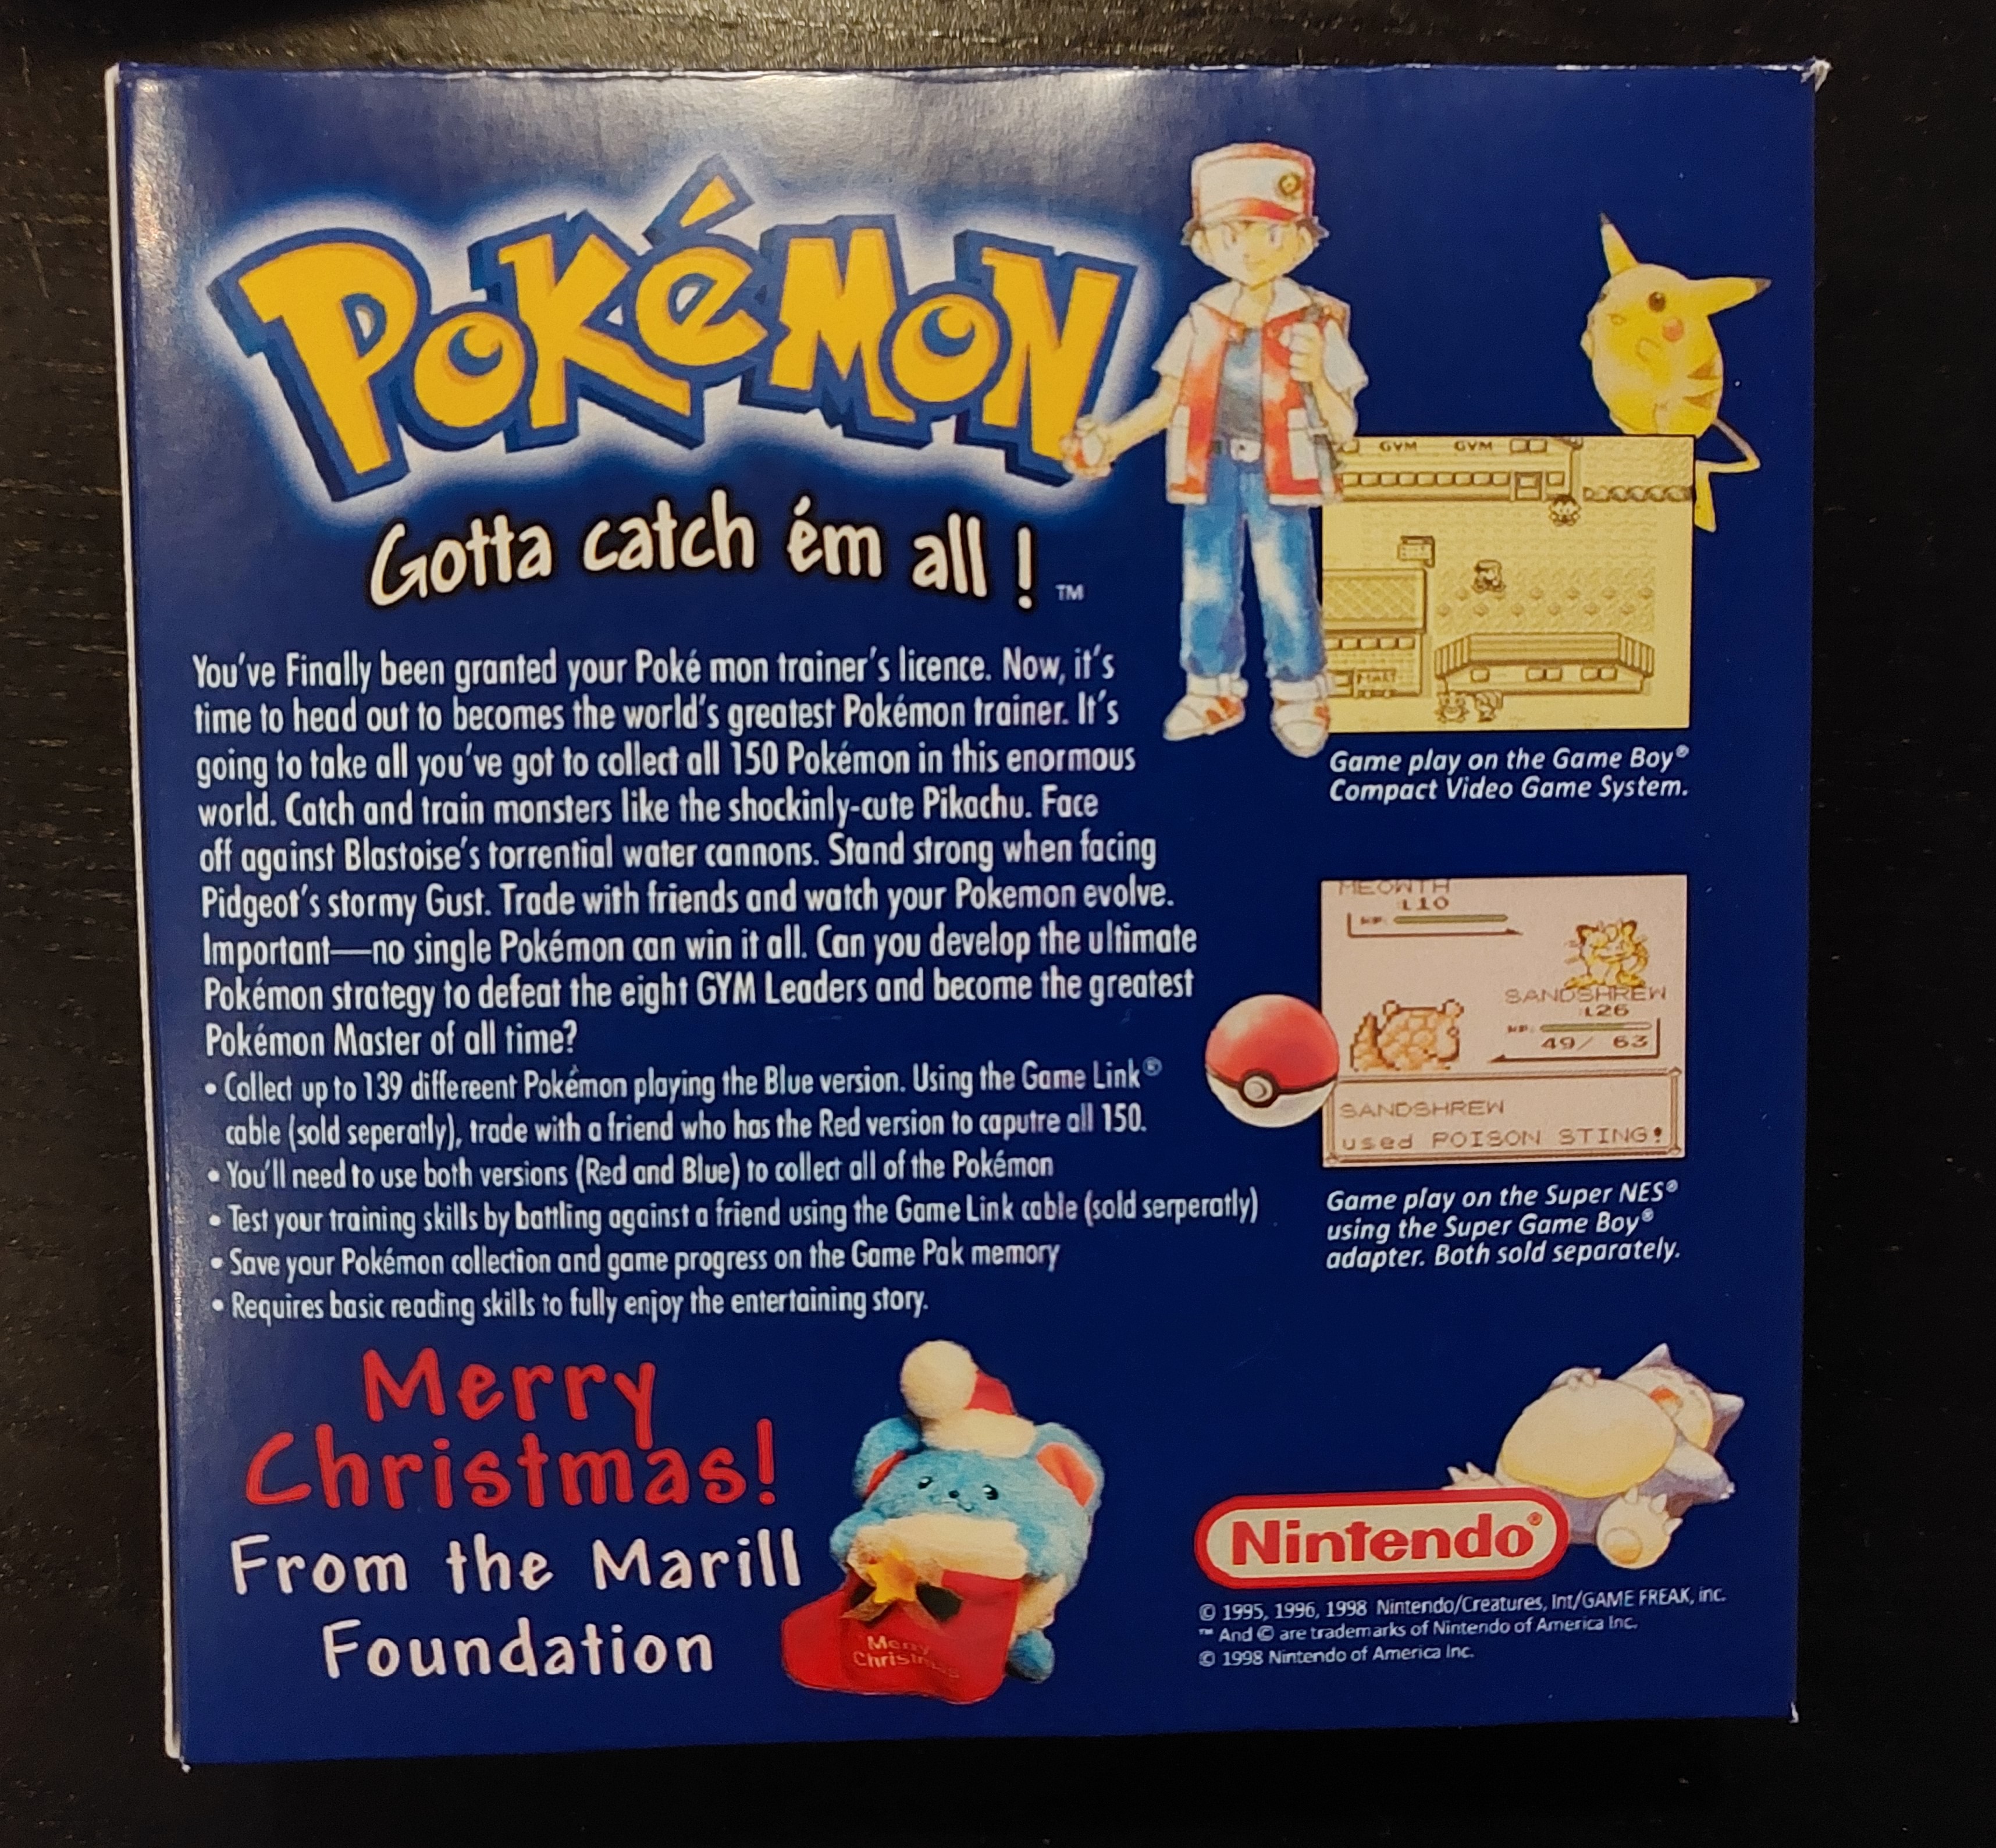 POKéMON
Gotta catch ém all ! ™
You've Finally been granted your Poké mon trainer's licence. Now, it's
time to head out to becomes the world's greatest Pokémon trainer. It's
going to take all you've got to collect all 150 Pokémon in this enormous
world. Catch and train monsters like the shockinly-cute Pikachu. Face
off against Blastoise's torrential water cannons. Stand strong when facing
Pidgeot's stormy Gust. Trade with friends and watch your Pokemon evolve.
Important—no single Pokémon can win it all. Can you develop the ultimate
Pokémon strategy to defeat the eight GYM Leaders and become the greatest
Pokémon Master of all time?
• Collect up to 139 differeent Pokémon playing the Blue version. Using the Game Link®
cable (sold seperatly), trade with a friend who has the Red version to caputre all 150.
• You'll need to use both versions (Red and Blue) to collect all of the Pokémon
• Test your training skills by battling against a friend using the Game Link cable (sold serperatly)
• Save your Pokémon collection and game progress on the Game Pak memory
• Requires basic reading skills to fully enjoy the entertaining story.
GYM GYM
MART
Game play on the Game Boy®
Compact Video Game System.
MEOWTH
:L10
HP:
SANDSHREW
:L26
HP:
49/ 63
SANDSHREW
used POISON STING!
Game play on the Super NES®
using the Super Game Boy®
adapter. Both sold separately.
Merry
Christmas!
From the Marill
Foundation
Merry
Christmas
Nintendo®
© 1995, 1996, 1998 Nintendo/Creatures, Int/GAME FREAK, inc.
™ And © are trademarks of Nintendo of America Inc.
© 1998 Nintendo of America Inc.